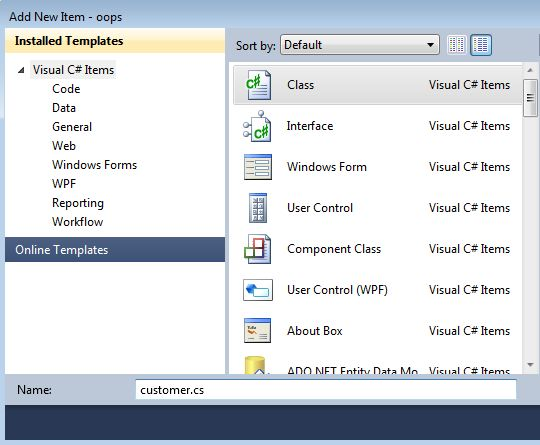 Add New Item - oops
Installed Templates
Visual C# Items
Code
Data
General
Web
Windows Forms
WPF
Reporting
Workflow
Online Templates
Sort by: Default
Class Visual C# Items
Interface Visual C# Items
Windows Form Visual C# Items
User Control Visual C# Items
Component Class Visual C# Items
User Control (WPF) Visual C# Items
About Box Visual C# Items
ADO.NET Entity Data Mo... Visual C# Items
Name: customer.cs